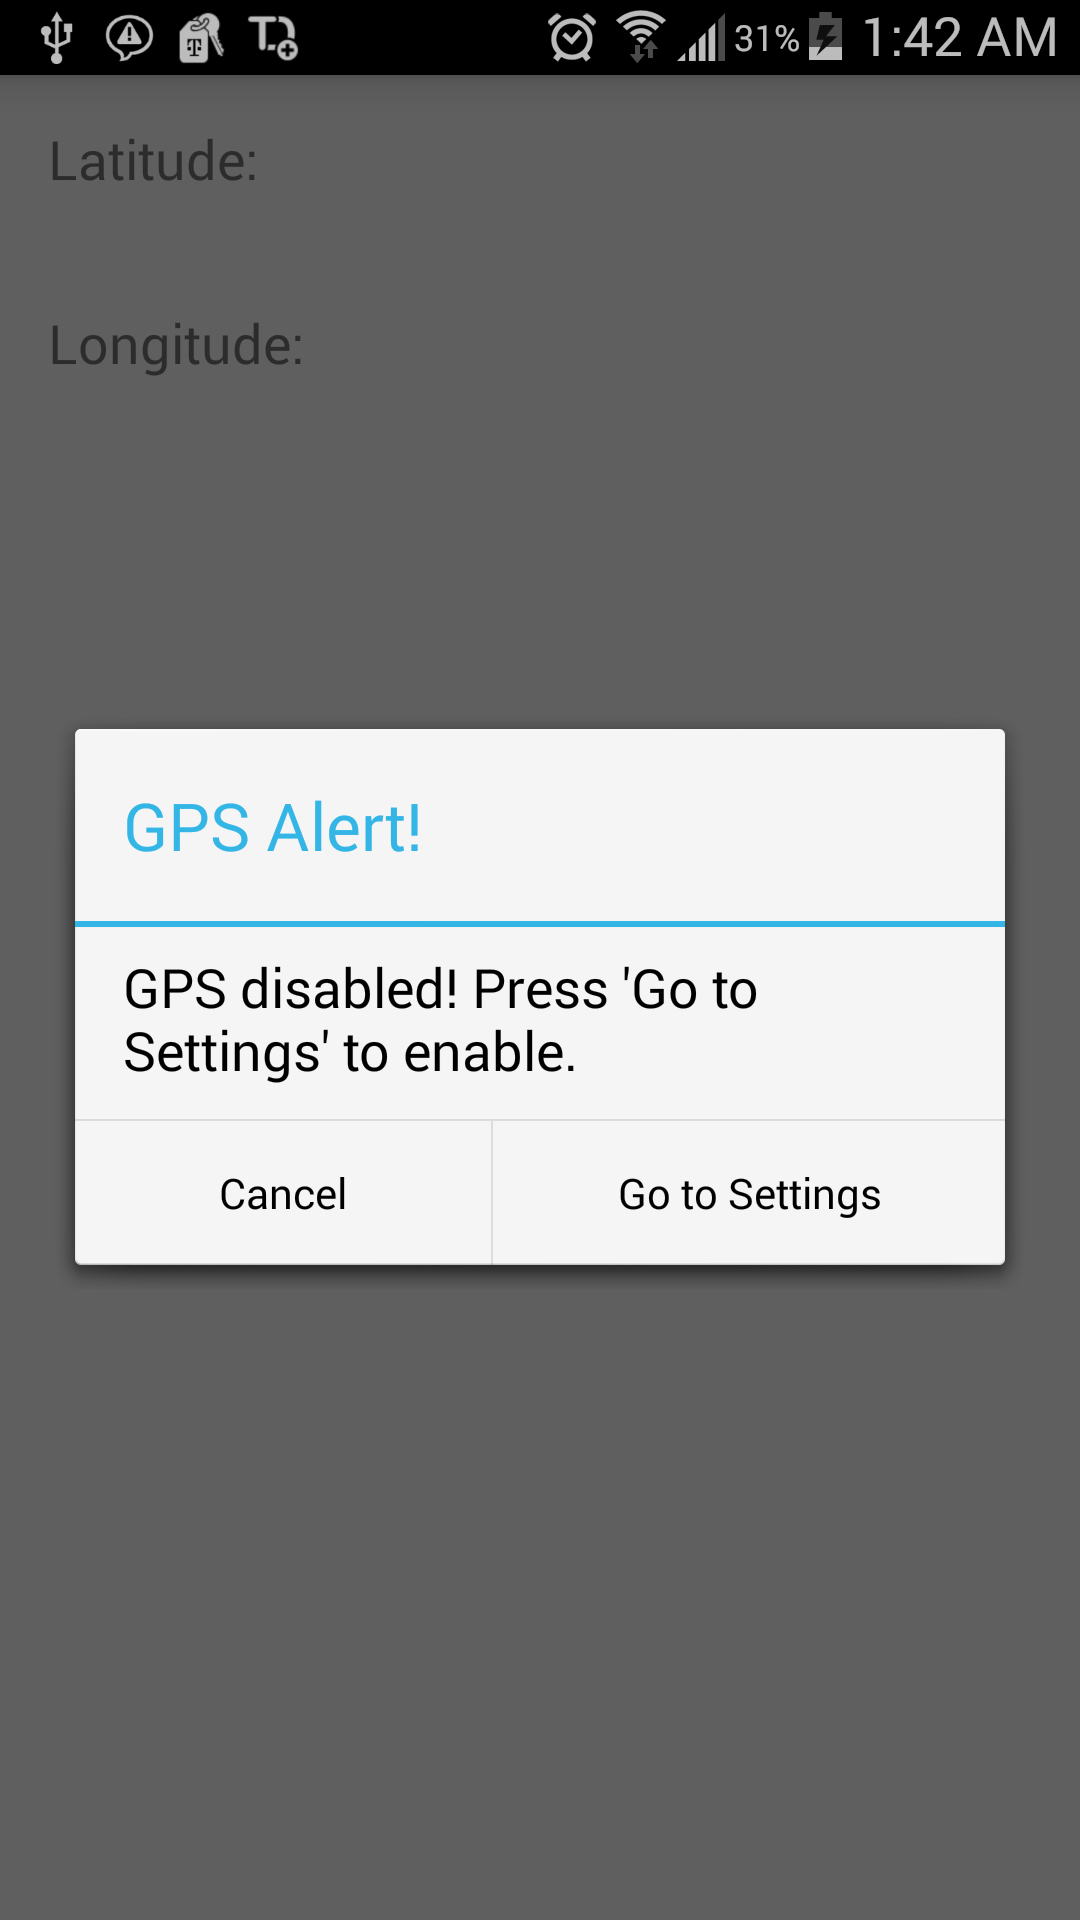 31% 1:42 AM
Latitude:
Longitude:
GPS Alert!
GPS disabled! Press 'Go to
Settings' to enable.
Cancel Go to Settings